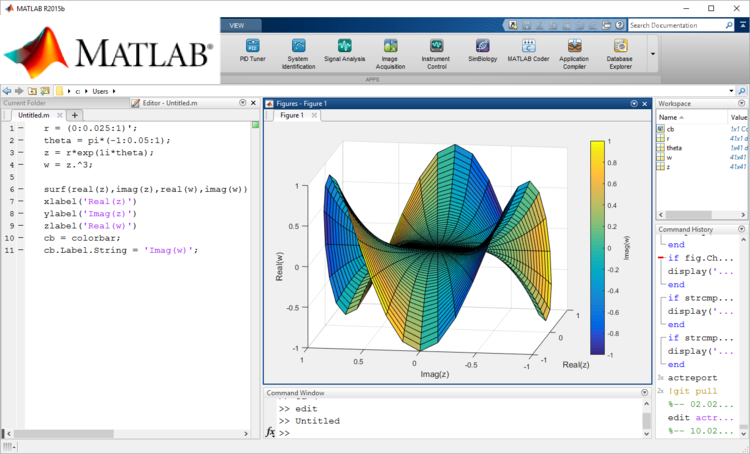 MATLAB R2015b
MATLAB®
VIEW
Search Documentation
PID Tuner
System Identification
Signal Analysis
Image Acquisition
Instrument Control
SimBiology
MATLAB Coder
Application Compiler
Database Explorer
APPS
c: Users
Current Folder
Editor - Untitled.m
Untitled.m
1 r = (0:0.025:1)';
2 theta = pi*(-1:0.05:1);
3 z = r*exp(1i*theta);
4 w = z.^3;
5
6 surf(real(z),imag(z),real(w),imag(w))
7 xlabel('Real(z)')
8 ylabel('Imag(z)')
9 zlabel('Real(w)')
10 cb = colorbar;
11 cb.Label.String = 'Imag(w)';
Figures - Figure 1
Figure 1
1
0.5
0
-0.5
-1
Real(w)
1
0.5
0
-0.5
-1
Imag(z)
-1
0
1
Real(z)
1
0.8
0.6
0.4
0.2
0
-0.2
-0.4
-0.6
-0.8
-1
Imag(w)
Command Window
>> edit
>> Untitled
fx >>
Workspace
Name Value
cb 1x1 Co
r 41x1 d
theta 1x41 d
w 41x41
z 41x41
Command History
end
if fig.Ch...
display('...
end
if strcmp...
display('...
end
if strcmp...
display('...
end
actreport
!git pull
%-- 02.02...
edit actr...
%-- 10.02...